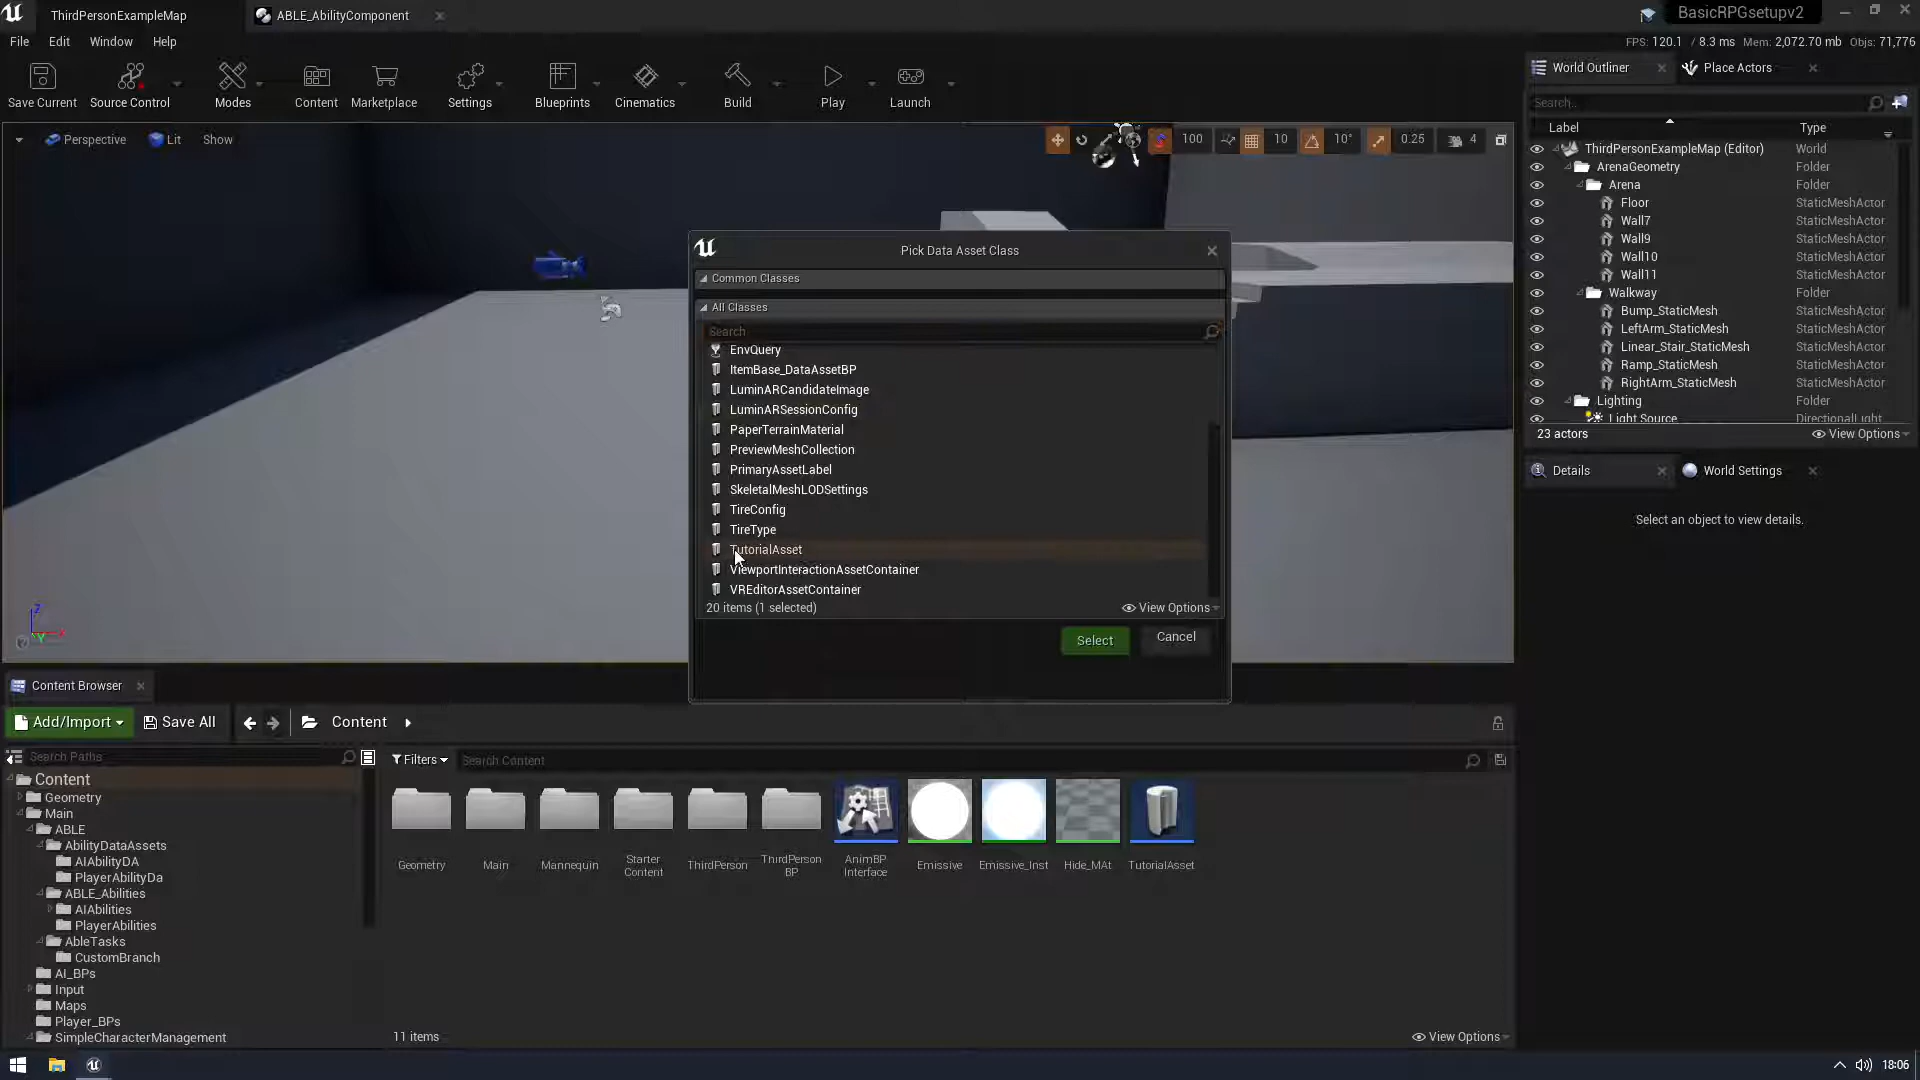 ThirdPersonExampleMap
ABLE_AbilityComponent
BasicRPGsetupv2
File Edit Window Help
FPS: 120.1 / 8.3 ms Mem: 2,072.70 mb Objs: 71,776
Save Current
Source Control
Modes
Content
Marketplace
Settings
Blueprints
Cinematics
Build
Play
Launch
World Outliner
Place Actors
Search...
Label Type
Perspective Lit Show
100 10 10° 0.25 4
ThirdPersonExampleMap (Editor) World
ArenaGeometry Folder
Arena Folder
Floor StaticMeshActor
Wall7 StaticMeshActor
Wall9 StaticMeshActor
Wall10 StaticMeshActor
Wall11 StaticMeshActor
Walkway Folder
Bump_StaticMesh StaticMeshActor
LeftArm_StaticMesh StaticMeshActor
Linear_Stair_StaticMesh StaticMeshActor
Ramp_StaticMesh StaticMeshActor
RightArm_StaticMesh StaticMeshActor
Lighting Folder
Light Source DirectionalLight
23 actors View Options
Details
World Settings
Select an object to view details.
Pick Data Asset Class
Common Classes
All Classes
Search
EnvQuery
ItemBase_DataAssetBP
LuminARCandidateImage
LuminARSessionConfig
PaperTerrainMaterial
PreviewMeshCollection
PrimaryAssetLabel
SkeletalMeshLODSettings
TireConfig
TireType
TutorialAsset
ViewportInteractionAssetContainer
VREditorAssetContainer
20 items (1 selected) View Options
Select Cancel
Z
X
Y
Content Browser
Add/Import Save All Content
Search Paths
Filters Search Content
Content
Geometry
Main
ABLE
AbilityDataAssets
AIAbilityDA
PlayerAbilityDa
ABLE_Abilities
AIAbilities
PlayerAbilities
AbleTasks
CustomBranch
AI_BPs
Input
Maps
Player_BPs
SimpleCharacterManagement
Geometry
Main
Mannequin
Starter
Content
ThirdPerson
ThirdPerson
BP
AnimBP
Interface
Emissive
Emissive_Inst
Hide_MAt
TutorialAsset
11 items View Options
18:06